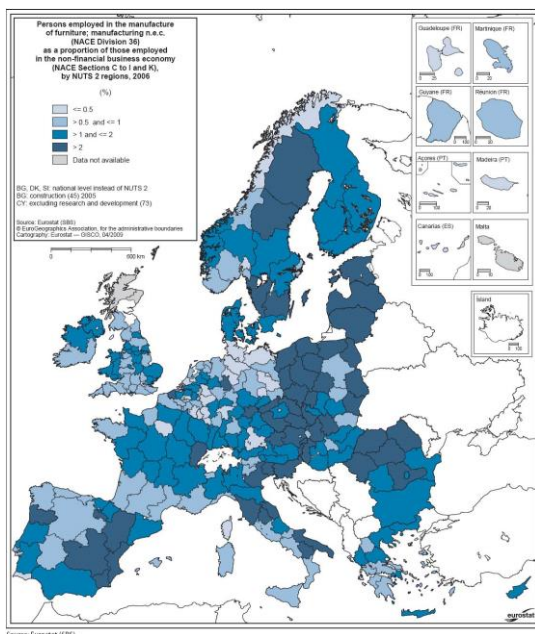 Persons employed in the manufacture
of furniture; manufacturing n.e.c.
(NACE Division 36)
as a proportion of those employed
in the non-financial business economy
(NACE Sections C to I and K),
by NUTS 2 regions, 2006
(%)
<= 0.5
> 0.5 and <= 1
> 1 and <= 2
> 2
Data not available
BG, DK, SI: national level instead of NUTS 2
BG: construction (45) 2005
CY: excluding research and development (73)
Source: Eurostat (SBS)
© EuroGeographics Association, for the administrative boundaries
Cartography: Eurostat — GISCO, 04/2009
0 600 km
Guadeloupe (FR)
Martinique (FR)
Guyane (FR)
Réunion (FR)
Açores (PT)
Madeira (PT)
Canarias (ES)
Malta
Ísland
eurostat
Source: Eurostat (SBS)